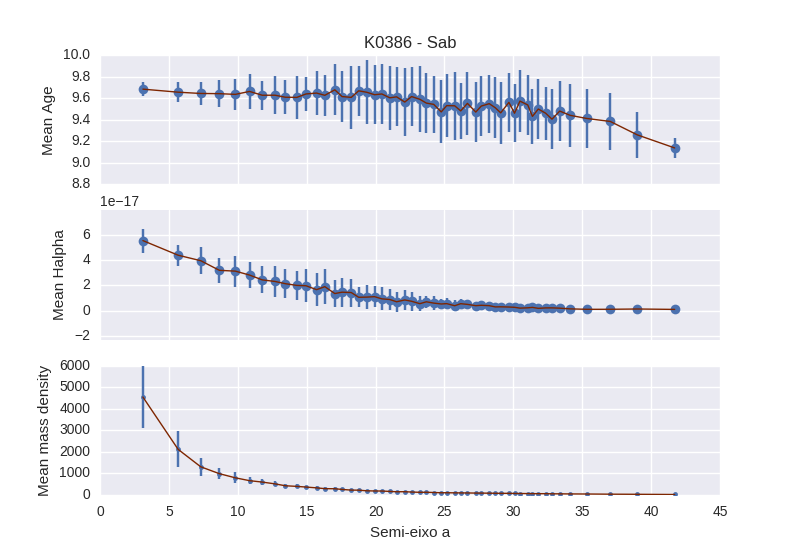 K0386 - Sab
Mean Age
10.0
9.8
9.6
9.4
9.2
9.0
8.8
1e−17
Mean Halpha
6
4
2
0
−2
Mean mass density
6000
5000
4000
3000
2000
1000
0
0 5 10 15 20 25 30 35 40 45
Semi-eixo a